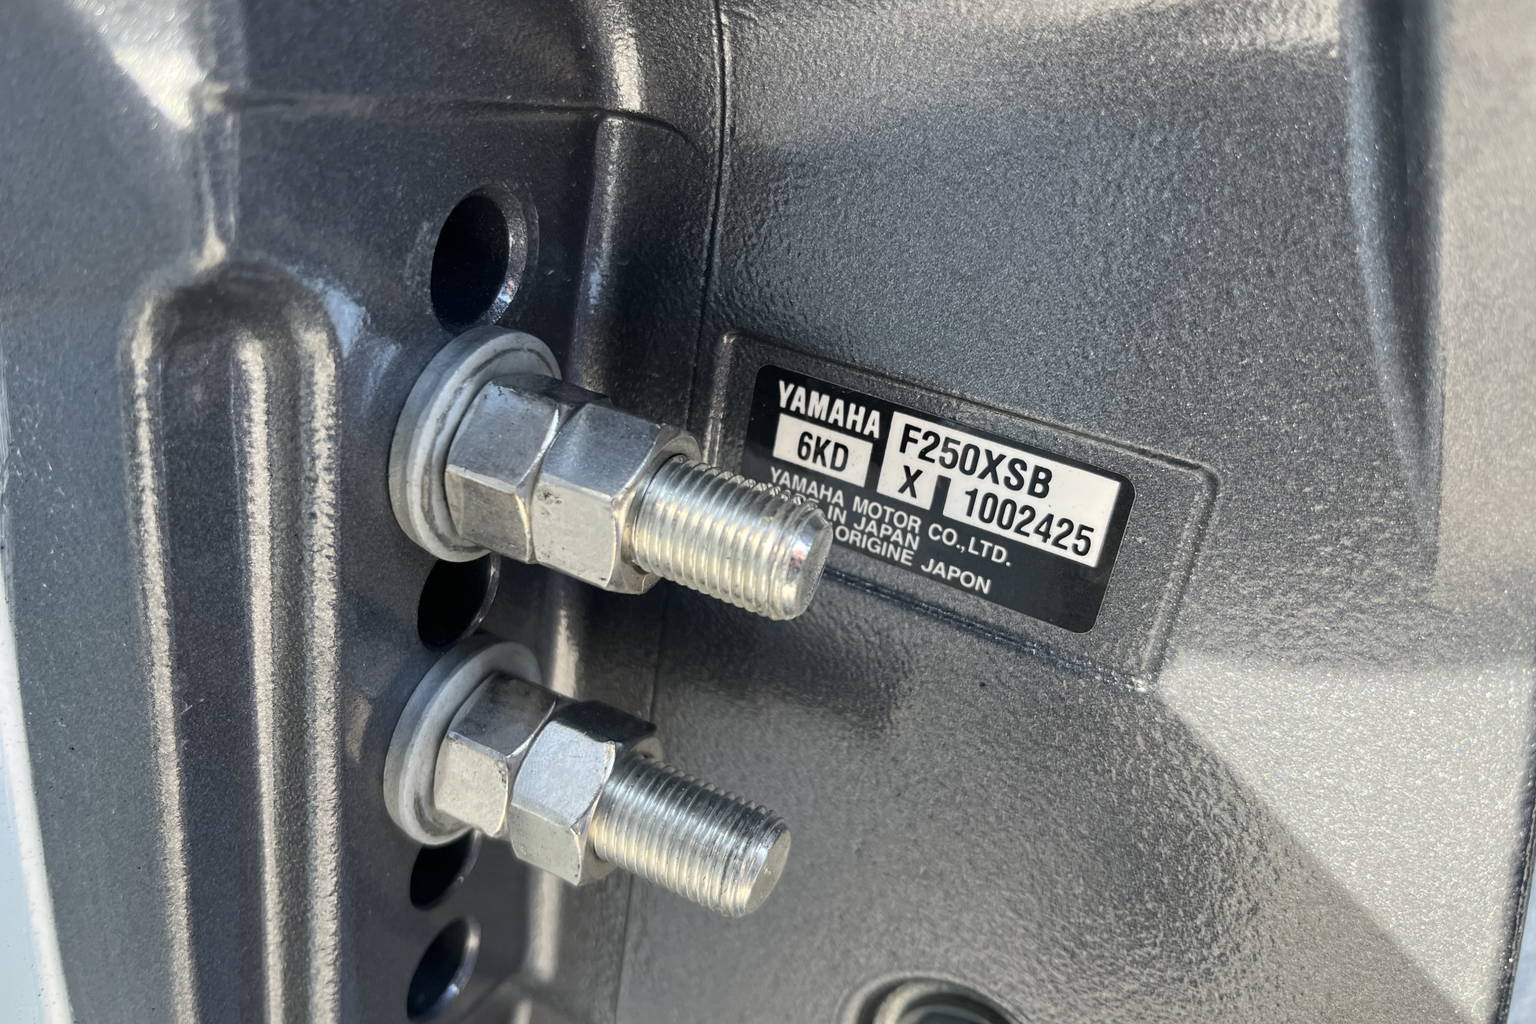 YAMAHA
6KD
F250XSB
X 1002425
YAMAHA MOTOR CO.,LTD.
IN JAPAN
ORIGINE JAPON